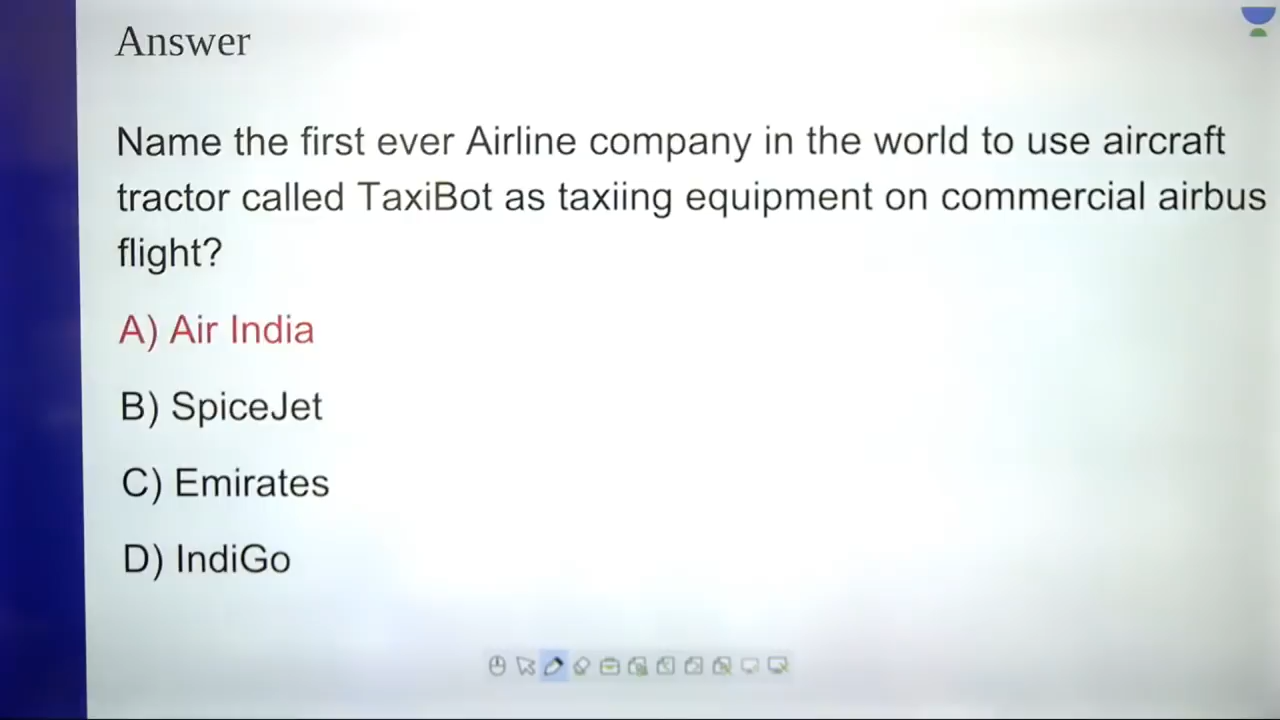 Answer
Name the first ever Airline company in the world to use aircraft
tractor called TaxiBot as taxiing equipment on commercial airbus
flight?
A) Air India
B) SpiceJet
C) Emirates
D) IndiGo